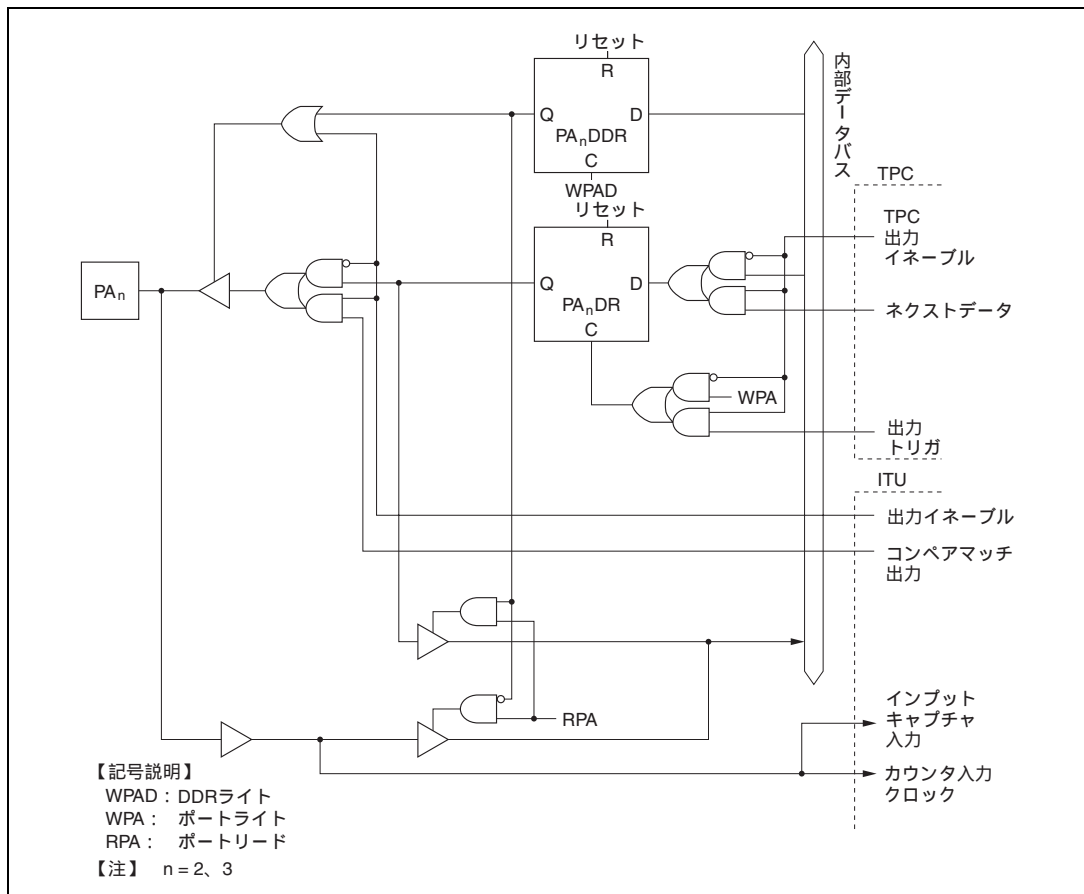 リセット
R
Q
D
PAnDDR
C
WPAD
リセット
R
Q
D
PAnDR
C
内部データバス
TPC
TPC
出力
イネーブル
ネクストデータ
WPA
出力
トリガ
PAn
ITU
出力イネーブル
コンペアマッチ
出力
RPA
インプット
キャプチャ
入力
カウンタ入力
クロック
【記号説明】
WPAD: DDRライト
WPA: ポートライト
RPA: ポートリード
【注】 n = 2、3